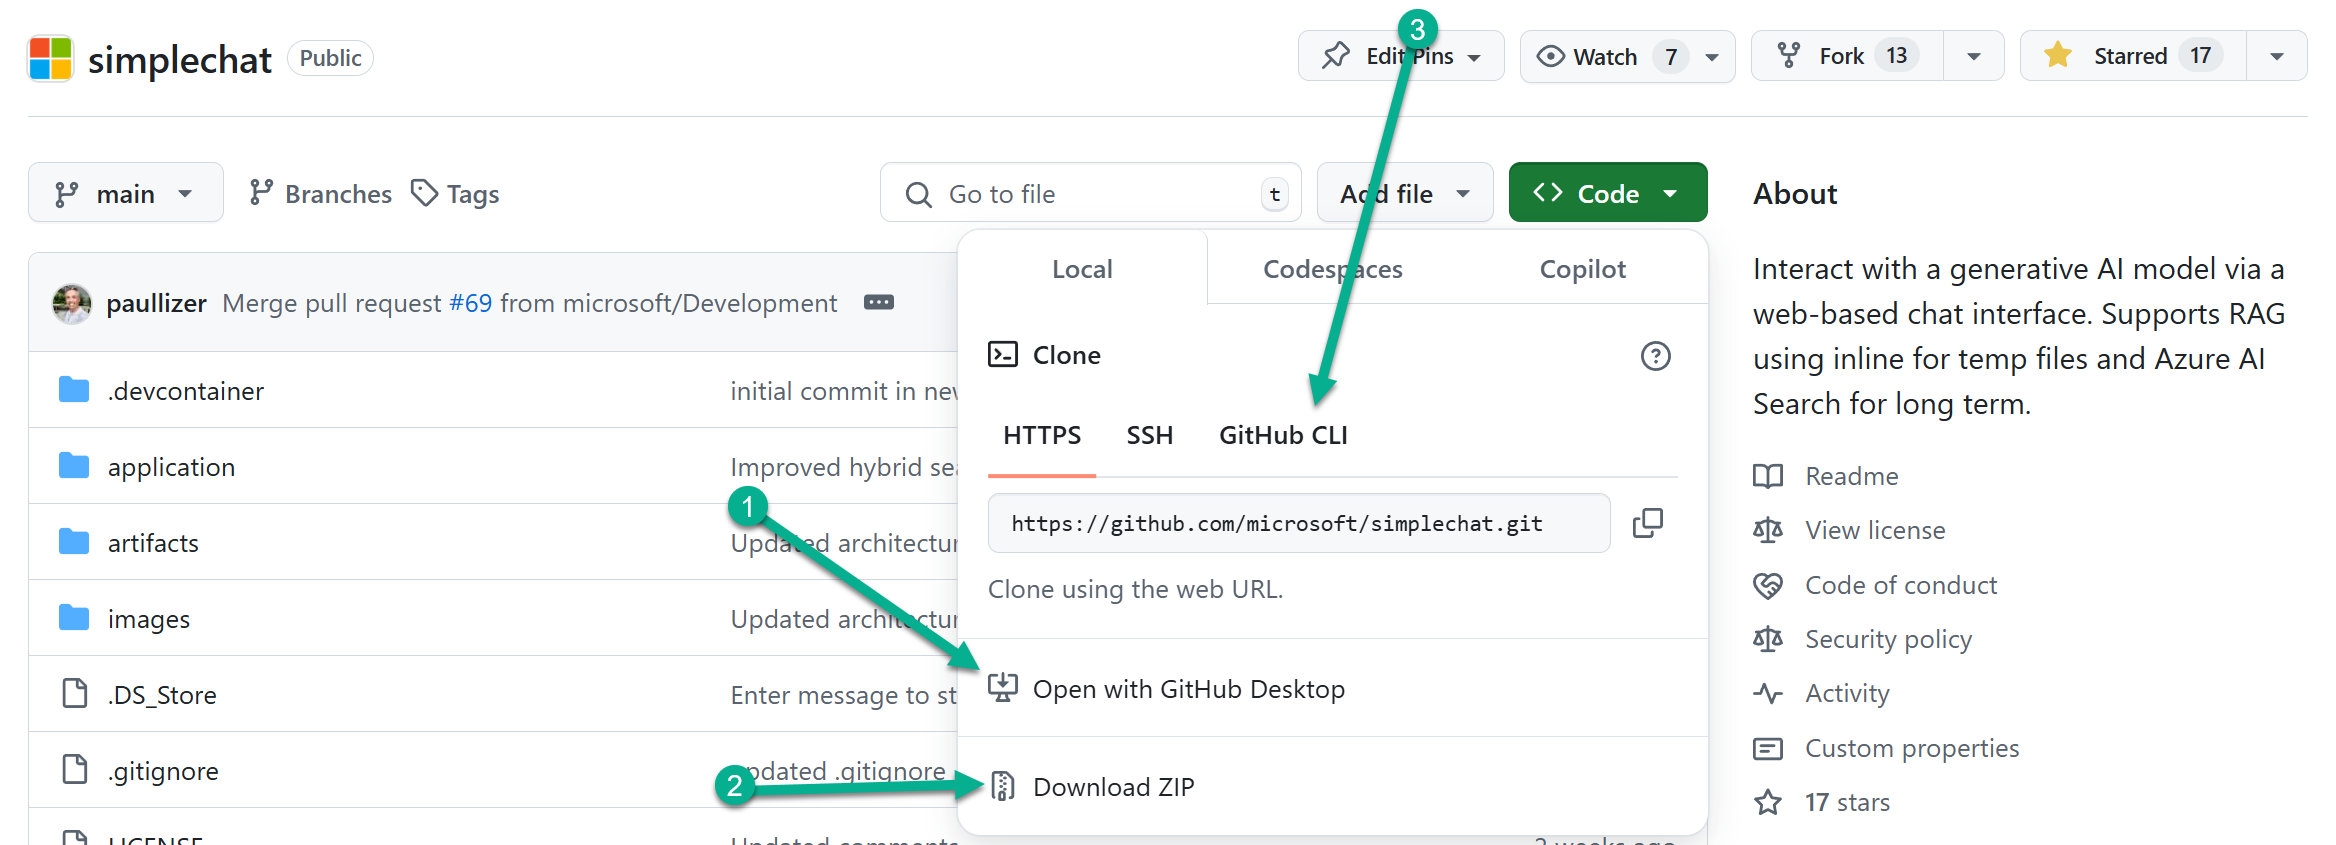 simplechat Public
Edit Pins
Watch 7
Fork 13
Starred 17
3
main
Branches
Tags
Go to file t
Add file
Code
paullizer Merge pull request #69 from microsoft/Development
.devcontainer initial commit in new
application Improved hybrid sea
artifacts Updated architectur
images Updated architectur
.DS_Store Enter message to st
.gitignore Updated .gitignore
LICENSE Updated comments 2 weeks ago
1
2
Local Codespaces Copilot
Clone
HTTPS SSH GitHub CLI
https://github.com/microsoft/simplechat.git
Clone using the web URL.
Open with GitHub Desktop
Download ZIP
About
Interact with a generative AI model via a
web-based chat interface. Supports RAG
using inline for temp files and Azure AI
Search for long term.
Readme
View license
Code of conduct
Security policy
Activity
Custom properties
17 stars